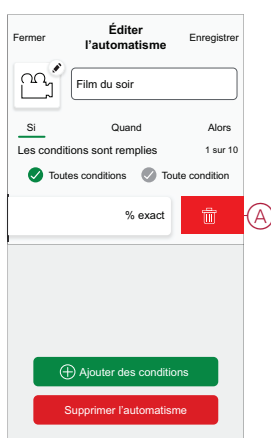 Fermer
Éditer
l'automatisme
Enregistrer
Film du soir
Si Quand Alors
Les conditions sont remplies 1 sur 10
Toutes conditions Toute condition
% exact
A
Ajouter des conditions
Supprimer l'automatisme